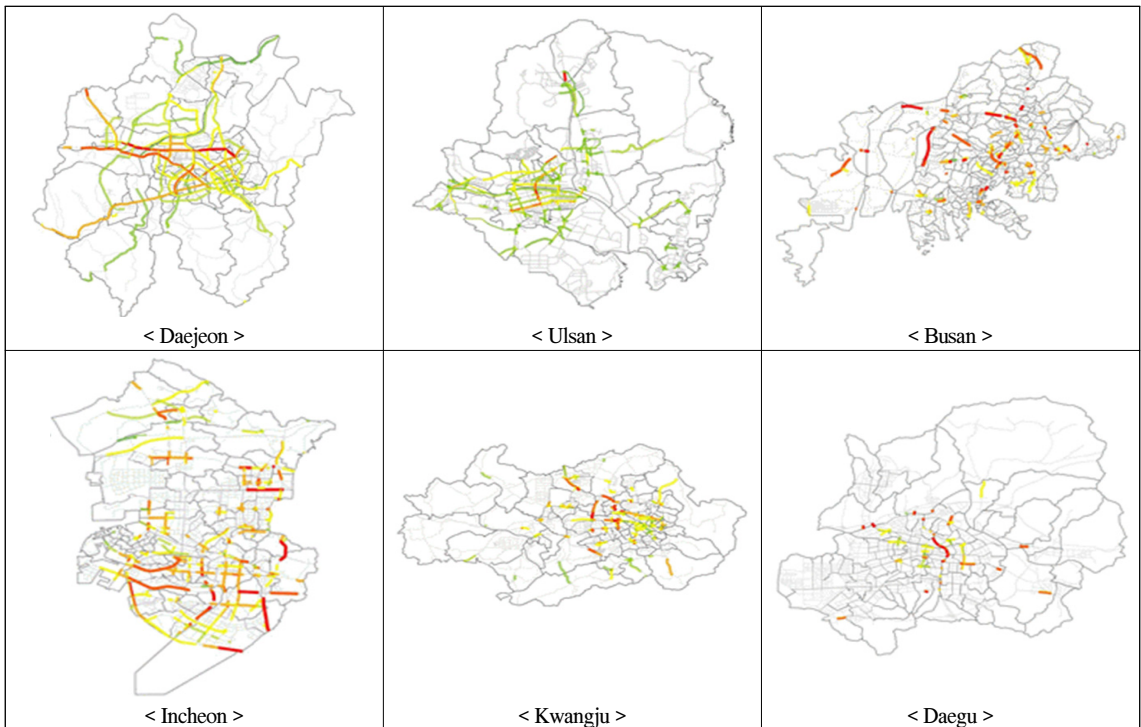 < Daejeon >
< Ulsan >
< Busan >
< Incheon >
< Kwangju >
< Daegu >